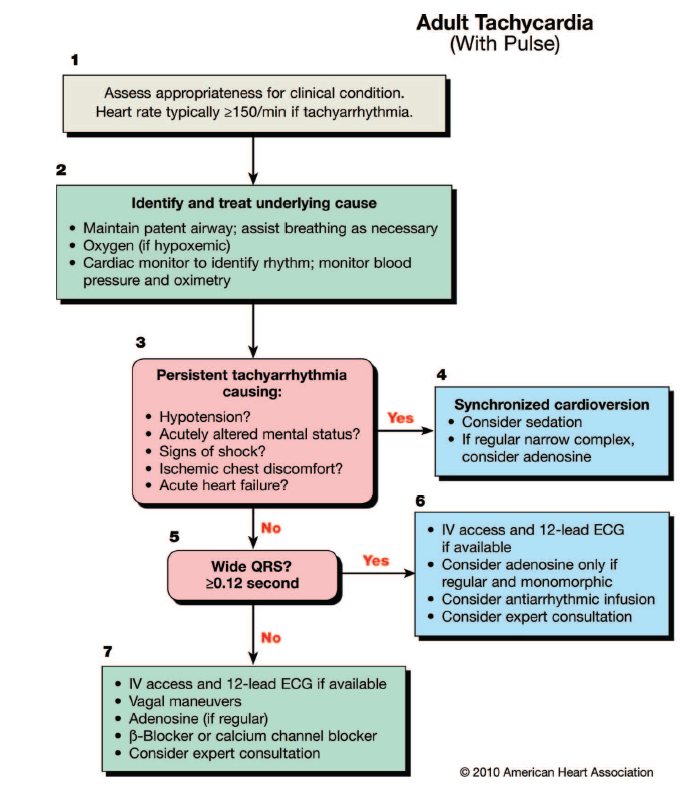 Adult Tachycardia
(With Pulse)
1
Assess appropriateness for clinical condition.
Heart rate typically ≥150/min if tachyarrhythmia.
2
Identify and treat underlying cause
• Maintain patent airway; assist breathing as necessary
• Oxygen (if hypoxemic)
• Cardiac monitor to identify rhythm; monitor blood
pressure and oximetry
3
Persistent tachyarrhythmia
causing:
• Hypotension?
• Acutely altered mental status?
• Signs of shock?
• Ischemic chest discomfort?
• Acute heart failure?
Yes
4
Synchronized cardioversion
• Consider sedation
• If regular narrow complex,
consider adenosine
No
5
Wide QRS?
≥0.12 second
Yes
6
• IV access and 12-lead ECG
if available
• Consider adenosine only if
regular and monomorphic
• Consider antiarrhythmic infusion
• Consider expert consultation
No
7
• IV access and 12-lead ECG if available
• Vagal maneuvers
• Adenosine (if regular)
• β-Blocker or calcium channel blocker
• Consider expert consultation
© 2010 American Heart Association